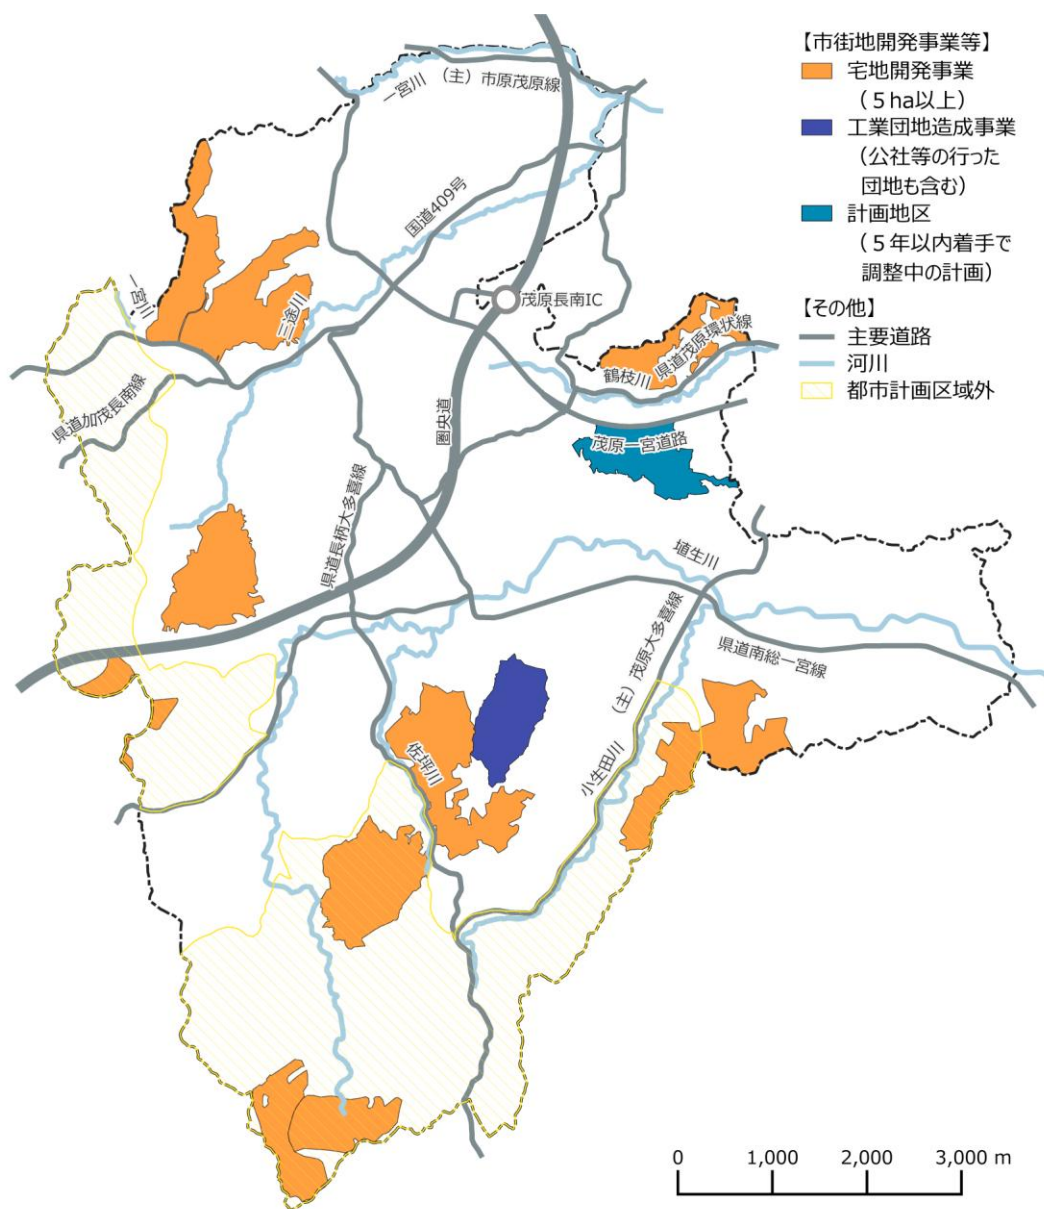 【市街地開発事業等】
宅地開発事業
（５ha以上）
工業団地造成事業
（公社等の行った
団地も含む）
計画地区
（５年以内着手で
調整中の計画）
【その他】
主要道路
河川
都市計画区域外
一宮川
（主）市原茂原線
国道409号
一宮川
三途川
茂原長南IC
県道茂原環状線
鶴枝川
県道加茂長南線
圏央道
茂原一宮道路
県道長柄大多喜線
埴生川
（主）茂原大多喜線
県道南総一宮線
佐坪川
小生田川
0 1,000 2,000 3,000 m